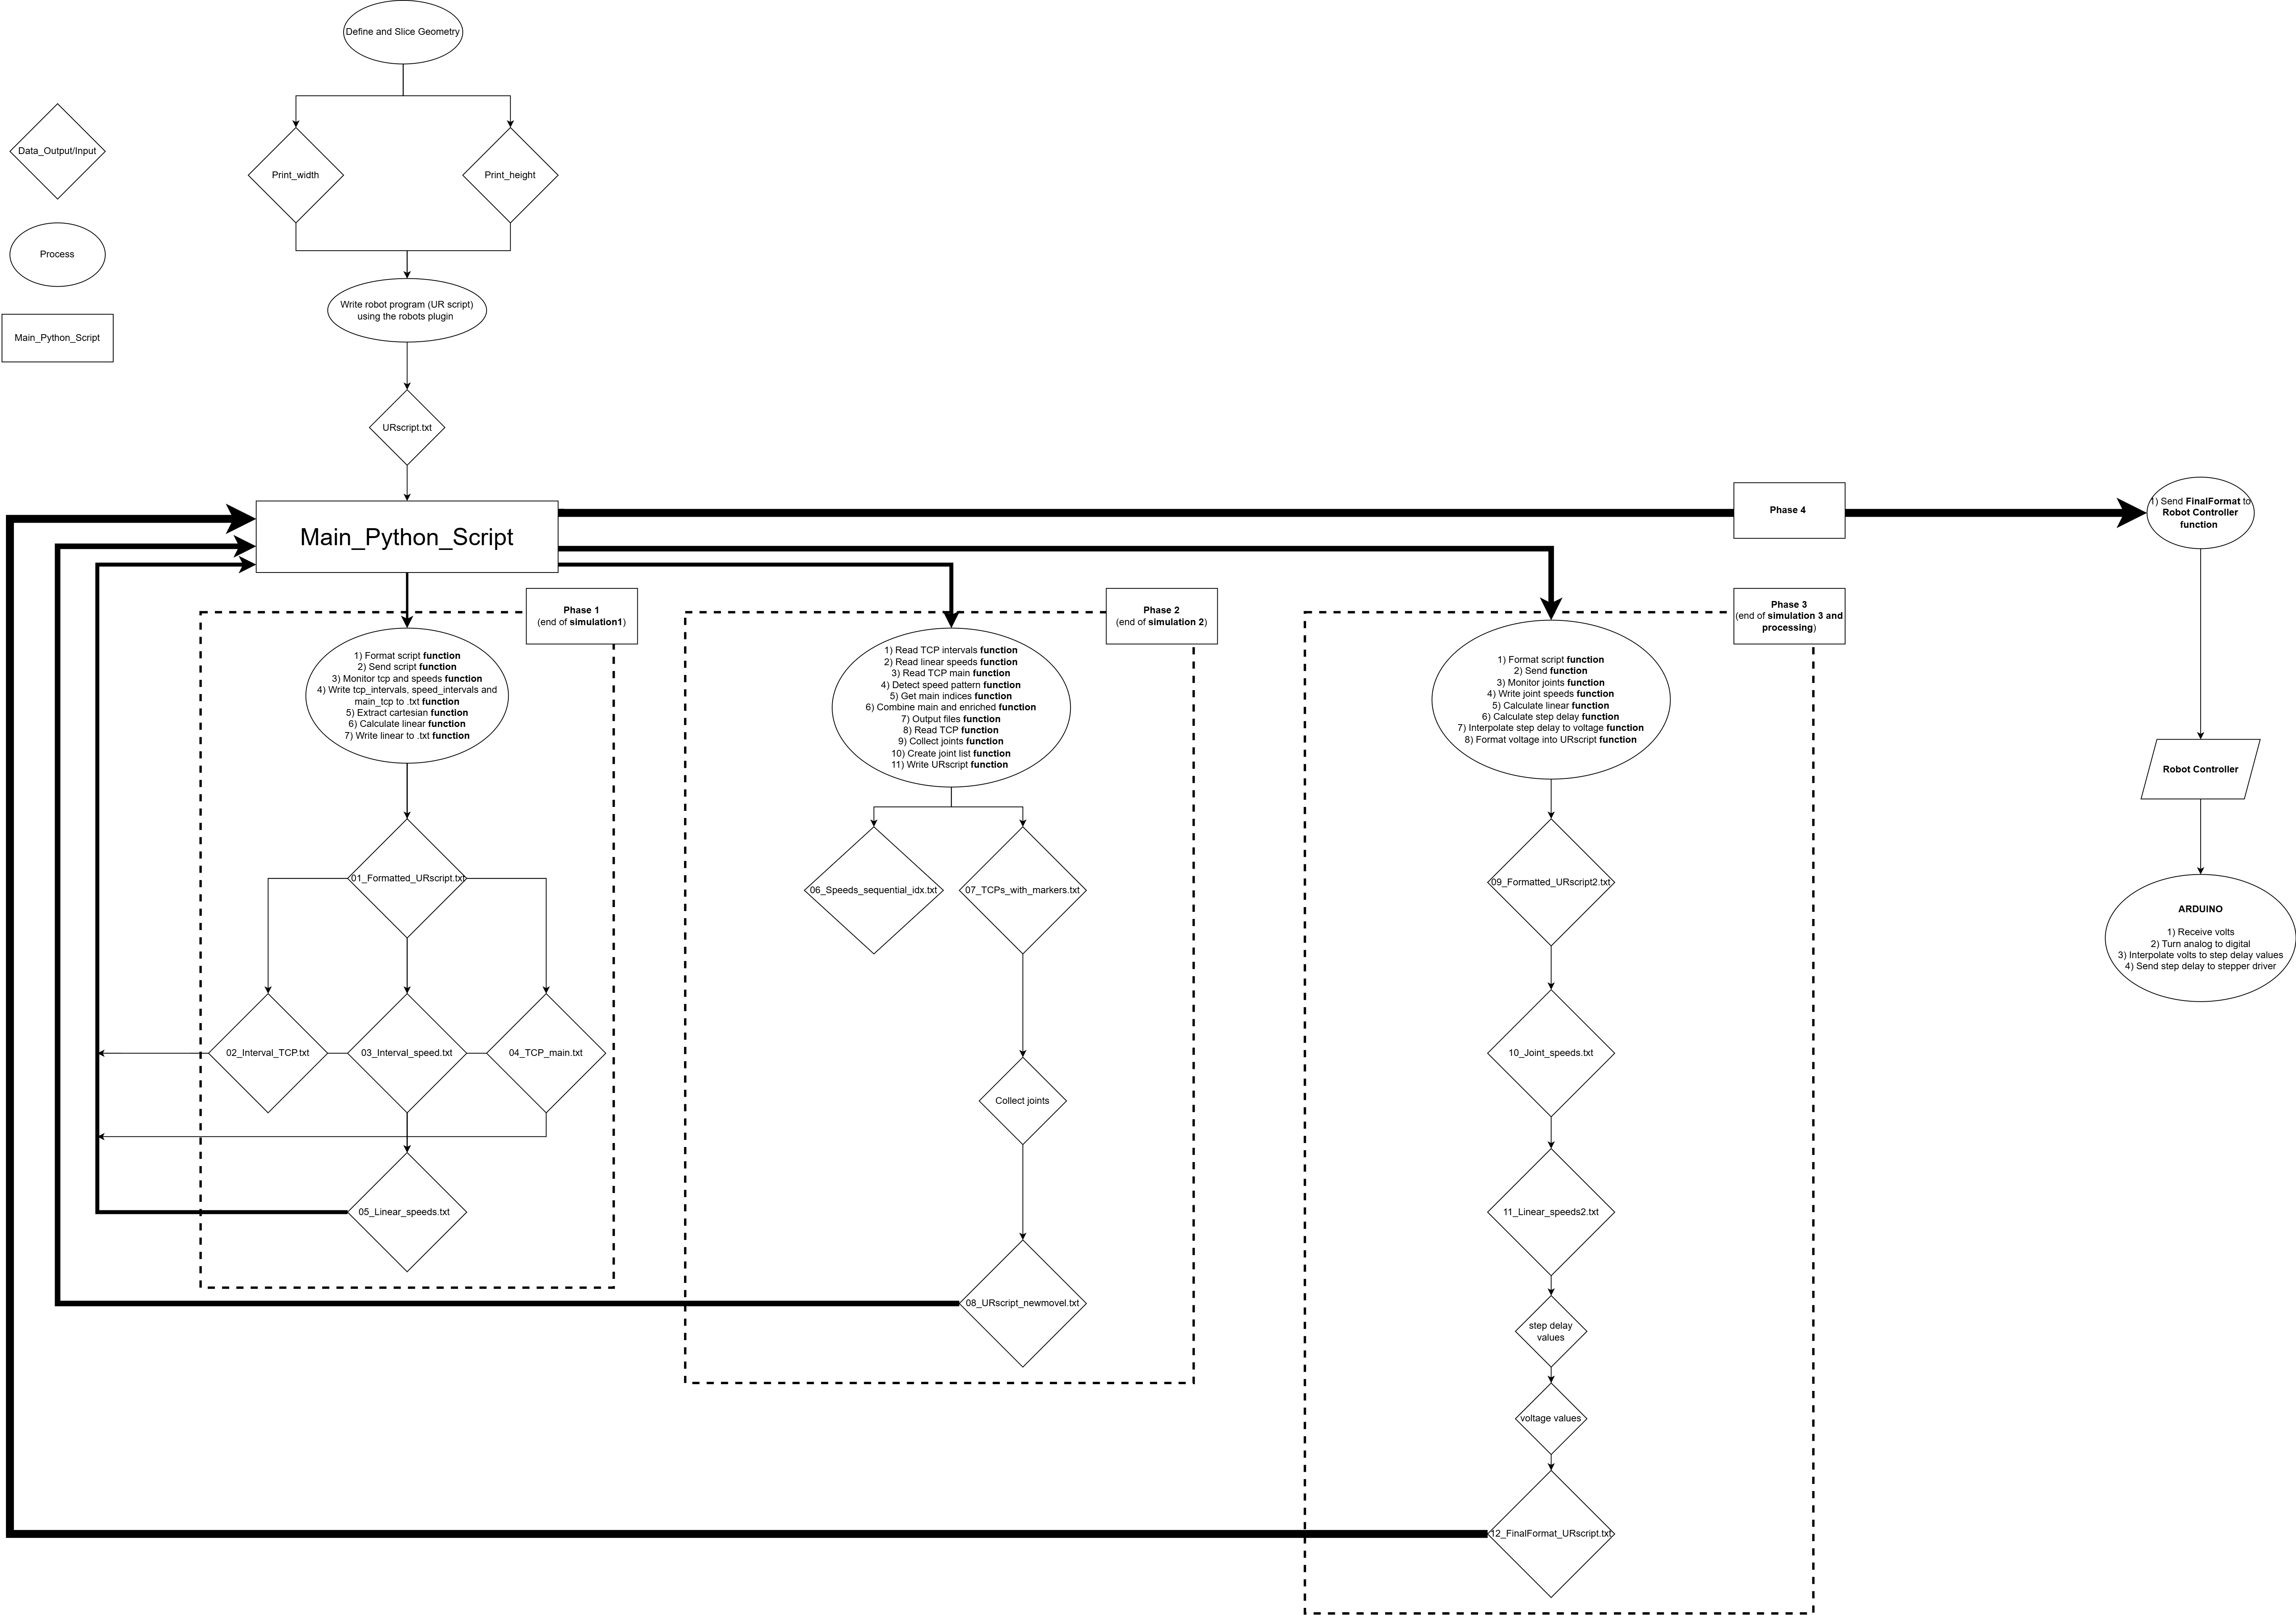 Define and Slice Geometry
Data_Output/Input
Print_width
Print_height
Process
Write robot program (UR script)
using the robots plugin
Main_Python_Script
URscript.txt
Main_Python_Script
Phase 4
1) Send FinalFormat to
Robot Controller
function
Phase 1
(end of simulation1)
Phase 2
(end of simulation 2)
Phase 3
(end of simulation 3 and
processing)
1) Format script function
2) Send script function
3) Monitor tcp and speeds function
4) Write tcp_intervals, speed_intervals and
main_tcp to .txt function
5) Extract cartesian function
6) Calculate linear function
7) Write linear to .txt function
1) Read TCP intervals function
2) Read linear speeds function
3) Read TCP main function
4) Detect speed pattern function
5) Get main indices function
6) Combine main and enriched function
7) Output files function
8) Read TCP function
9) Collect joints function
10) Create joint list function
11) Write URscript function
1) Format script function
2) Send function
3) Monitor joints function
4) Write joint speeds function
5) Calculate linear function
6) Calculate step delay function
7) Interpolate step delay to voltage function
8) Format voltage into URscript function
Robot Controller
01_Formatted_URscript.txt
06_Speeds_sequential_idx.txt
07_TCPs_with_markers.txt
09_Formatted_URscript2.txt
ARDUINO
1) Receive volts
2) Turn analog to digital
3) Interpolate volts to step delay values
4) Send step delay to stepper driver
02_Interval_TCP.txt
03_Interval_speed.txt
04_TCP_main.txt
10_Joint_speeds.txt
Collect joints
05_Linear_speeds.txt
11_Linear_speeds2.txt
08_URscript_newmovel.txt
step delay
values
voltage values
12_FinalFormat_URscript.txt